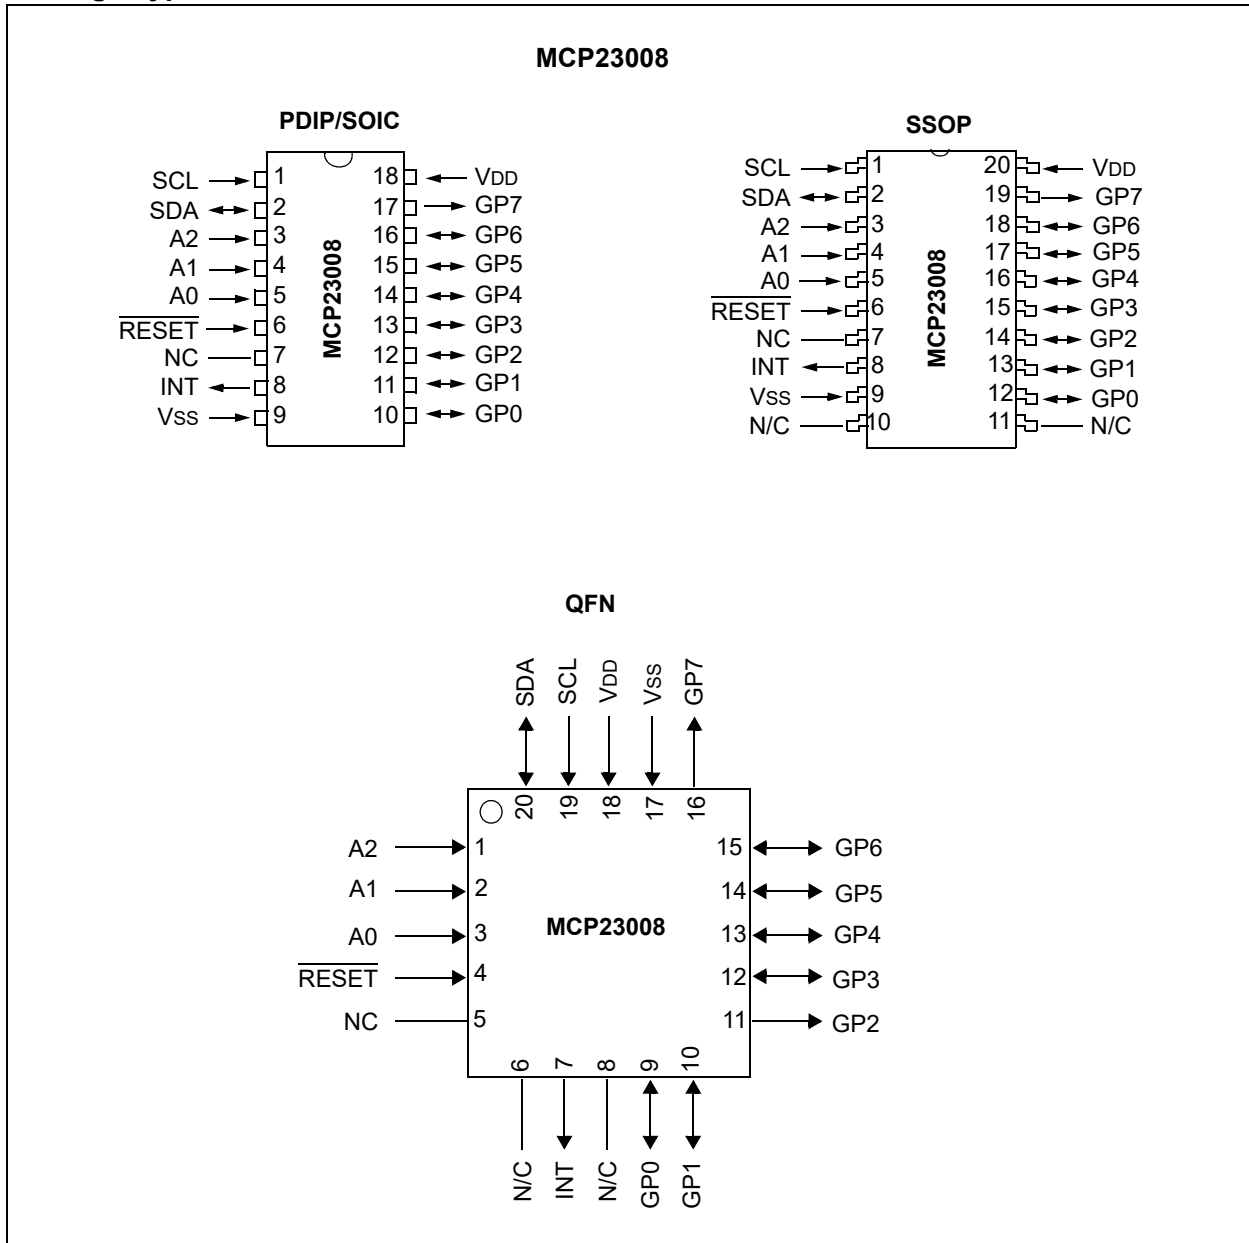 MCP23008
PDIP/SOIC
SCL 1 18 VDD
SDA 2 17 GP7
A2 3 16 GP6
A1 4 15 GP5
A0 5 14 GP4
RESET 6 13 GP3
NC 7 12 GP2
INT 8 11 GP1
VSS 9 10 GP0
MCP23008
SSOP
SCL 1 20 VDD
SDA 2 19 GP7
A2 3 18 GP6
A1 4 17 GP5
A0 5 16 GP4
RESET 6 15 GP3
NC 7 14 GP2
INT 8 13 GP1
VSS 9 12 GP0
N/C 10 11 N/C
MCP23008
QFN
SDA SCL VDD VSS GP7
20 19 18 17 16
A2 1 15 GP6
A1 2 14 GP5
MCP23008
A0 3 13 GP4
RESET 4 12 GP3
NC 5 11 GP2
6 7 8 9 10
N/C INT N/C GP0 GP1